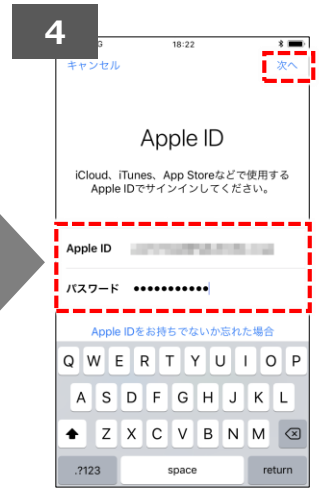 4
G 18:22
キャンセル 次へ
Apple ID
iCloud、iTunes、App Storeなどで使用する
Apple IDでサインインしてください。
Apple ID
パスワード ●●●●●●●●●●●
Apple IDをお持ちでないか忘れた場合
Q W E R T Y U I O P
A S D F G H J K L
Z X C V B N M
.?123 space return